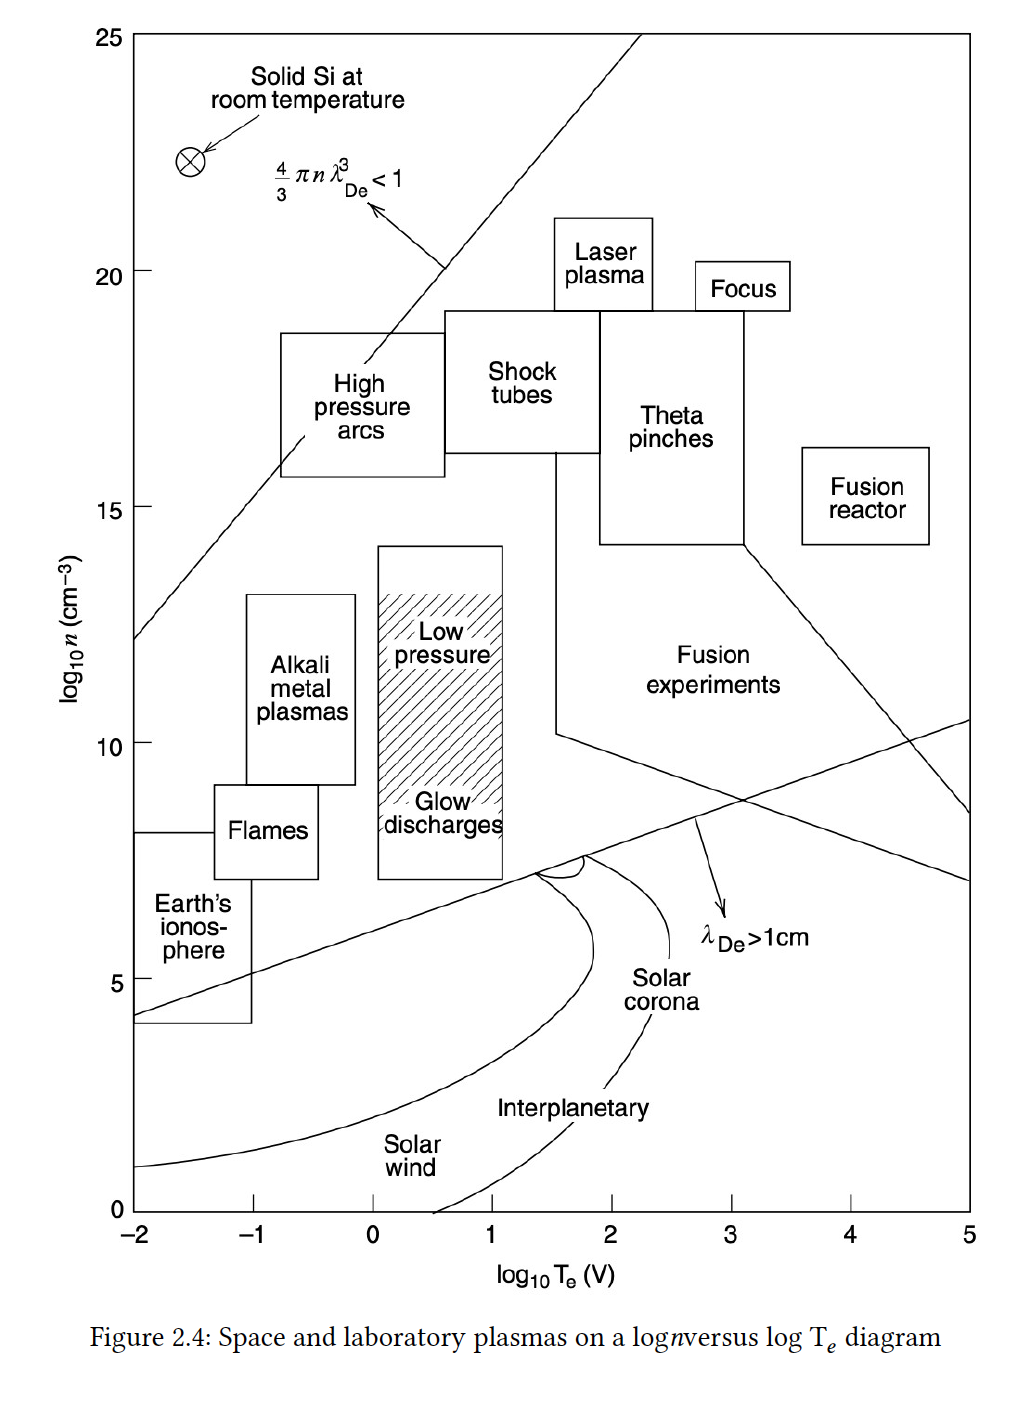 25
Solid Si at
room temperature
4/3 π n λ³De < 1
Laser
plasma
20
Focus
High
pressure
arcs
Shock
tubes
Theta
pinches
Fusion
reactor
15
log₁₀ n (cm⁻³)
Low
pressure
Alkali
metal
plasmas
Fusion
experiments
10
Glow
discharges
Flames
Earth's
ionos-
phere
λDe>1cm
5
Solar
corona
Interplanetary
Solar
wind
0
−2 −1 0 1 2 3 4 5
log₁₀ Tₑ (V)
Figure 2.4: Space and laboratory plasmas on a lognversus log Tₑ diagram